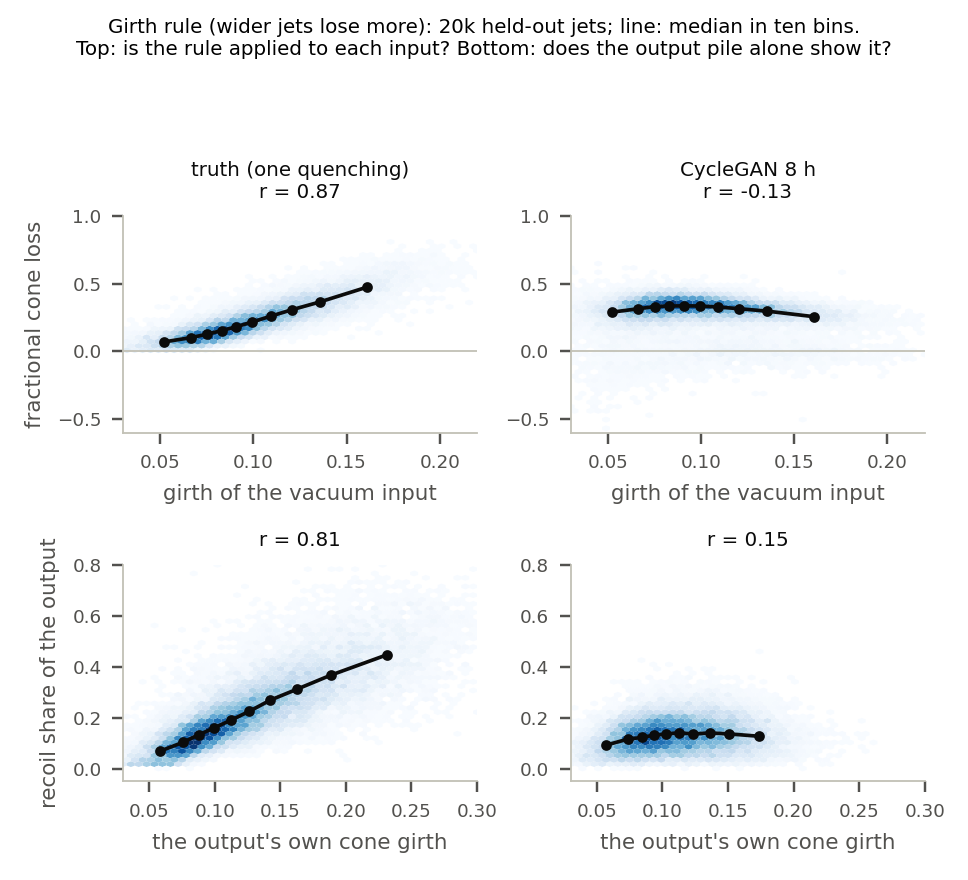 Girth rule (wider jets lose more): 20k held-out jets; line: median in ten bins.
Top: is the rule applied to each input? Bottom: does the output pile alone show it?
truth (one quenching)
r = 0.87
CycleGAN 8 h
r = -0.13
fractional cone loss
1.0
0.5
0.0
−0.5
0.05 0.10 0.15 0.20
girth of the vacuum input
1.0
0.5
0.0
−0.5
0.05 0.10 0.15 0.20
girth of the vacuum input
r = 0.81
r = 0.15
recoil share of the output
0.8
0.6
0.4
0.2
0.0
0.05 0.10 0.15 0.20 0.25 0.30
the output's own cone girth
0.8
0.6
0.4
0.2
0.0
0.05 0.10 0.15 0.20 0.25 0.30
the output's own cone girth